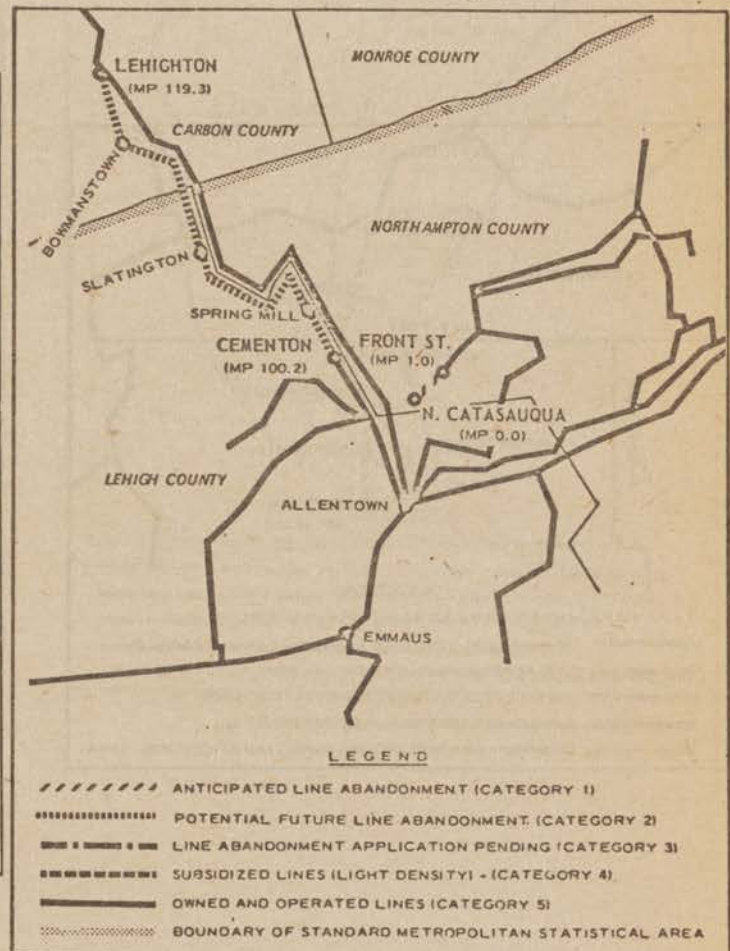 MONROE COUNTY
LEHIGHTON
(MP 119.3)
CARBON COUNTY
BOWMANSTOWN
NORTHAMPTON COUNTY
SLATINGTON
SPRING MILL
CEMENTON
(MP 100.2)
FRONT ST.
(MP 1.0)
N. CATASAUQUA
(MP 0.0)
LEHIGH COUNTY
ALLENTOWN
EMMAUS
LEGEND
ANTICIPATED LINE ABANDONMENT (CATEGORY 1)
POTENTIAL FUTURE LINE ABANDONMENT (CATEGORY 2)
LINE ABANDONMENT APPLICATION PENDING (CATEGORY 3)
SUBSIDIZED LINES (LIGHT DENSITY) - (CATEGORY 4)
OWNED AND OPERATED LINES (CATEGORY 5)
BOUNDARY OF STANDARD METROPOLITAN STATISTICAL AREA